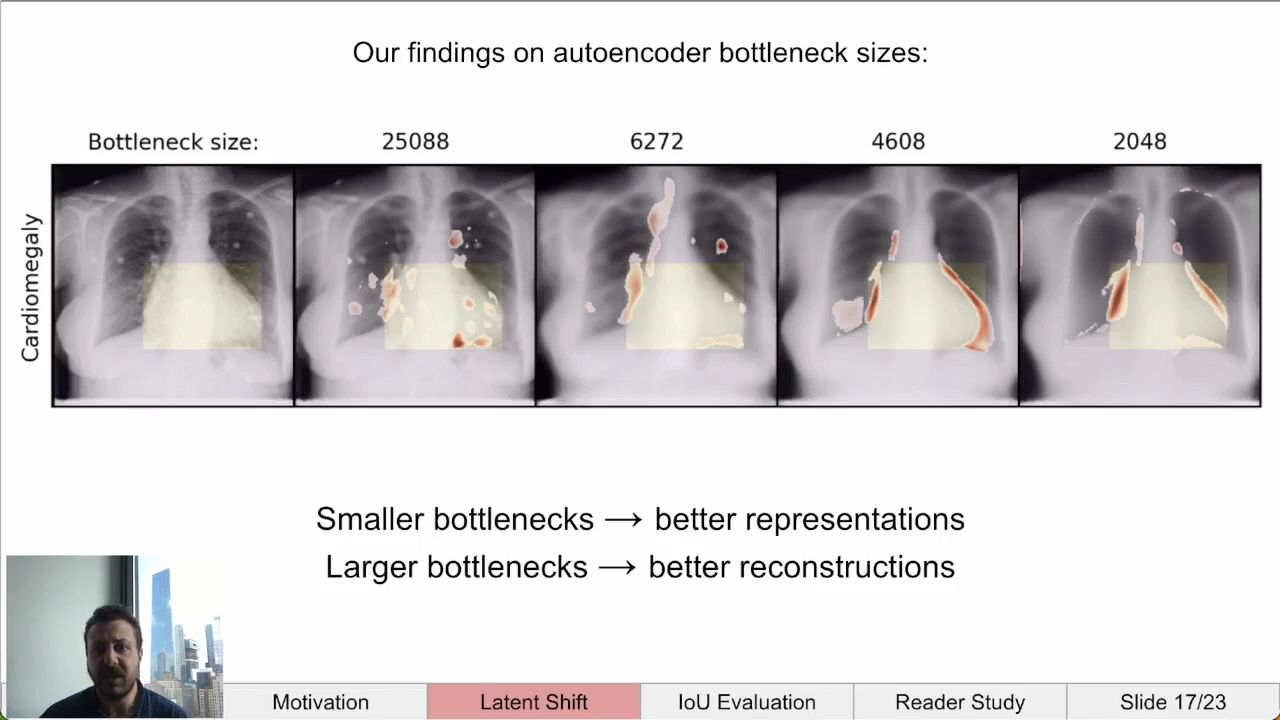 Our findings on autoencoder bottleneck sizes:
Bottleneck size: 25088 6272 4608 2048
Cardiomegaly
Smaller bottlenecks → better representations
Larger bottlenecks → better reconstructions
Motivation Latent Shift IoU Evaluation Reader Study Slide 17/23